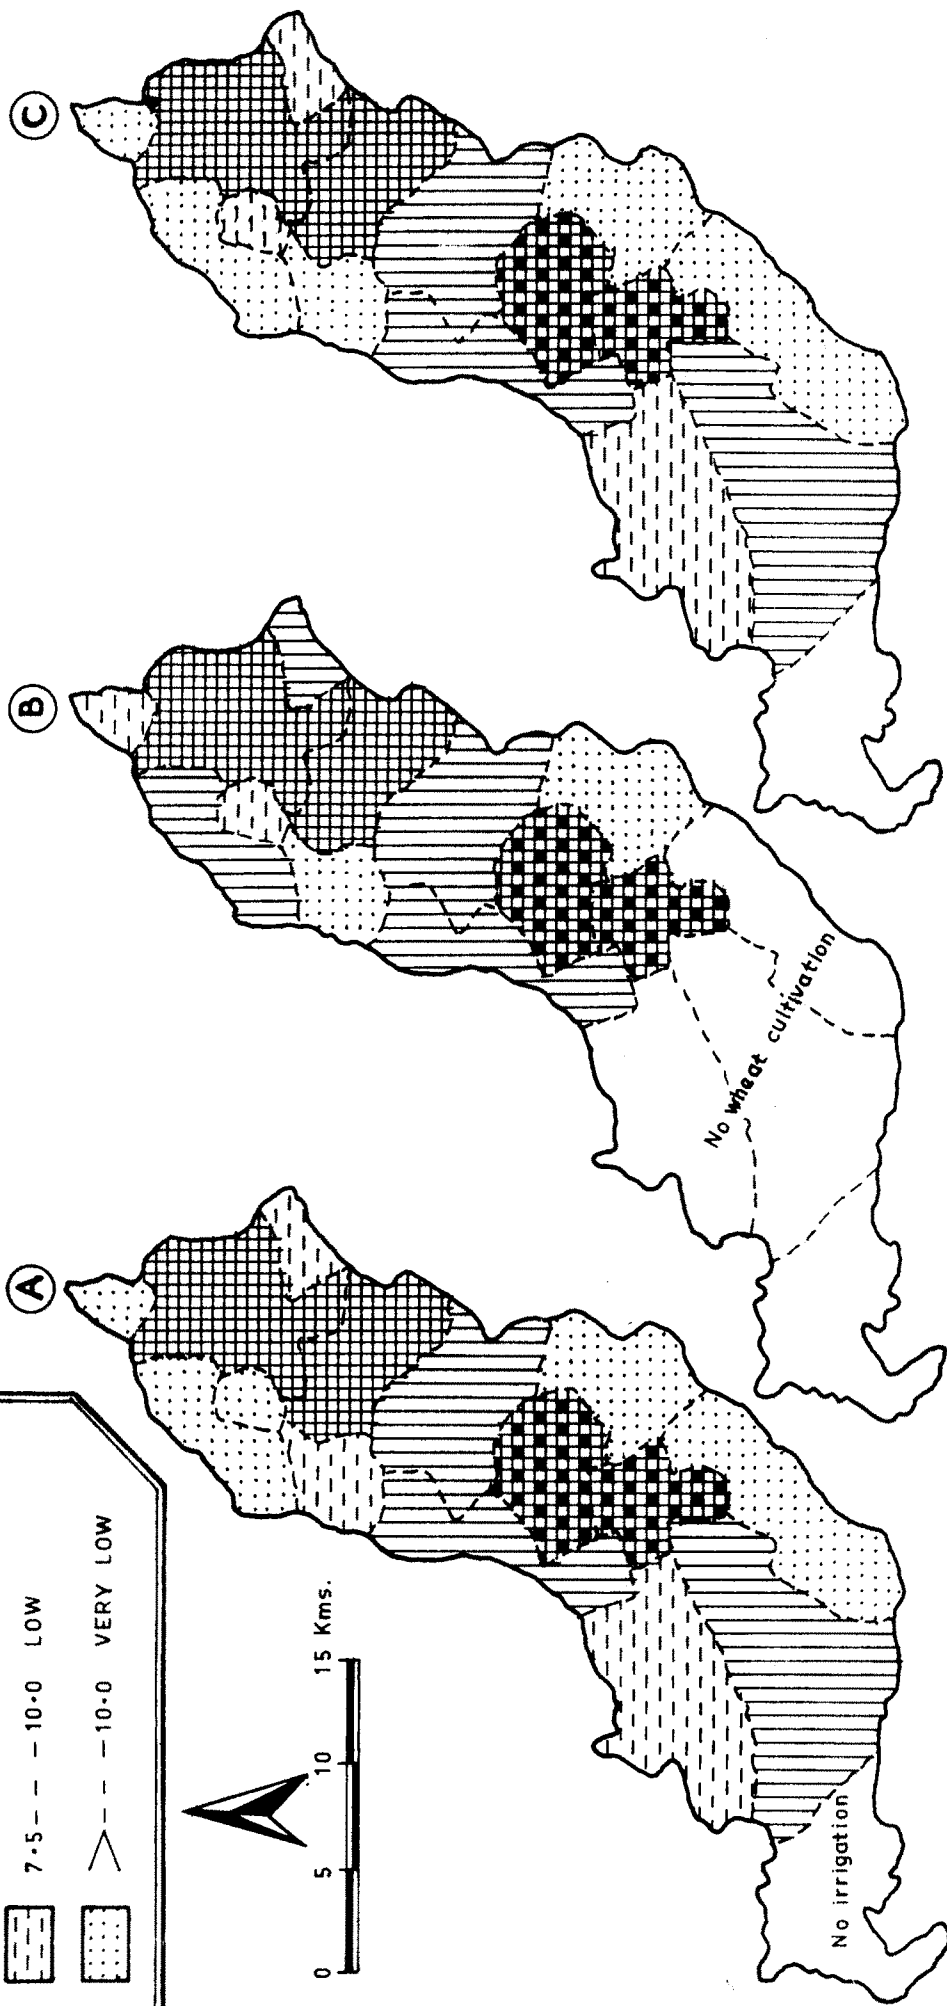 7·5 – – – 10·0 LOW
> – – – 10·0 VERY LOW
0 5 10 15 Kms.
A
B
C
No irrigation
No wheat cultivation